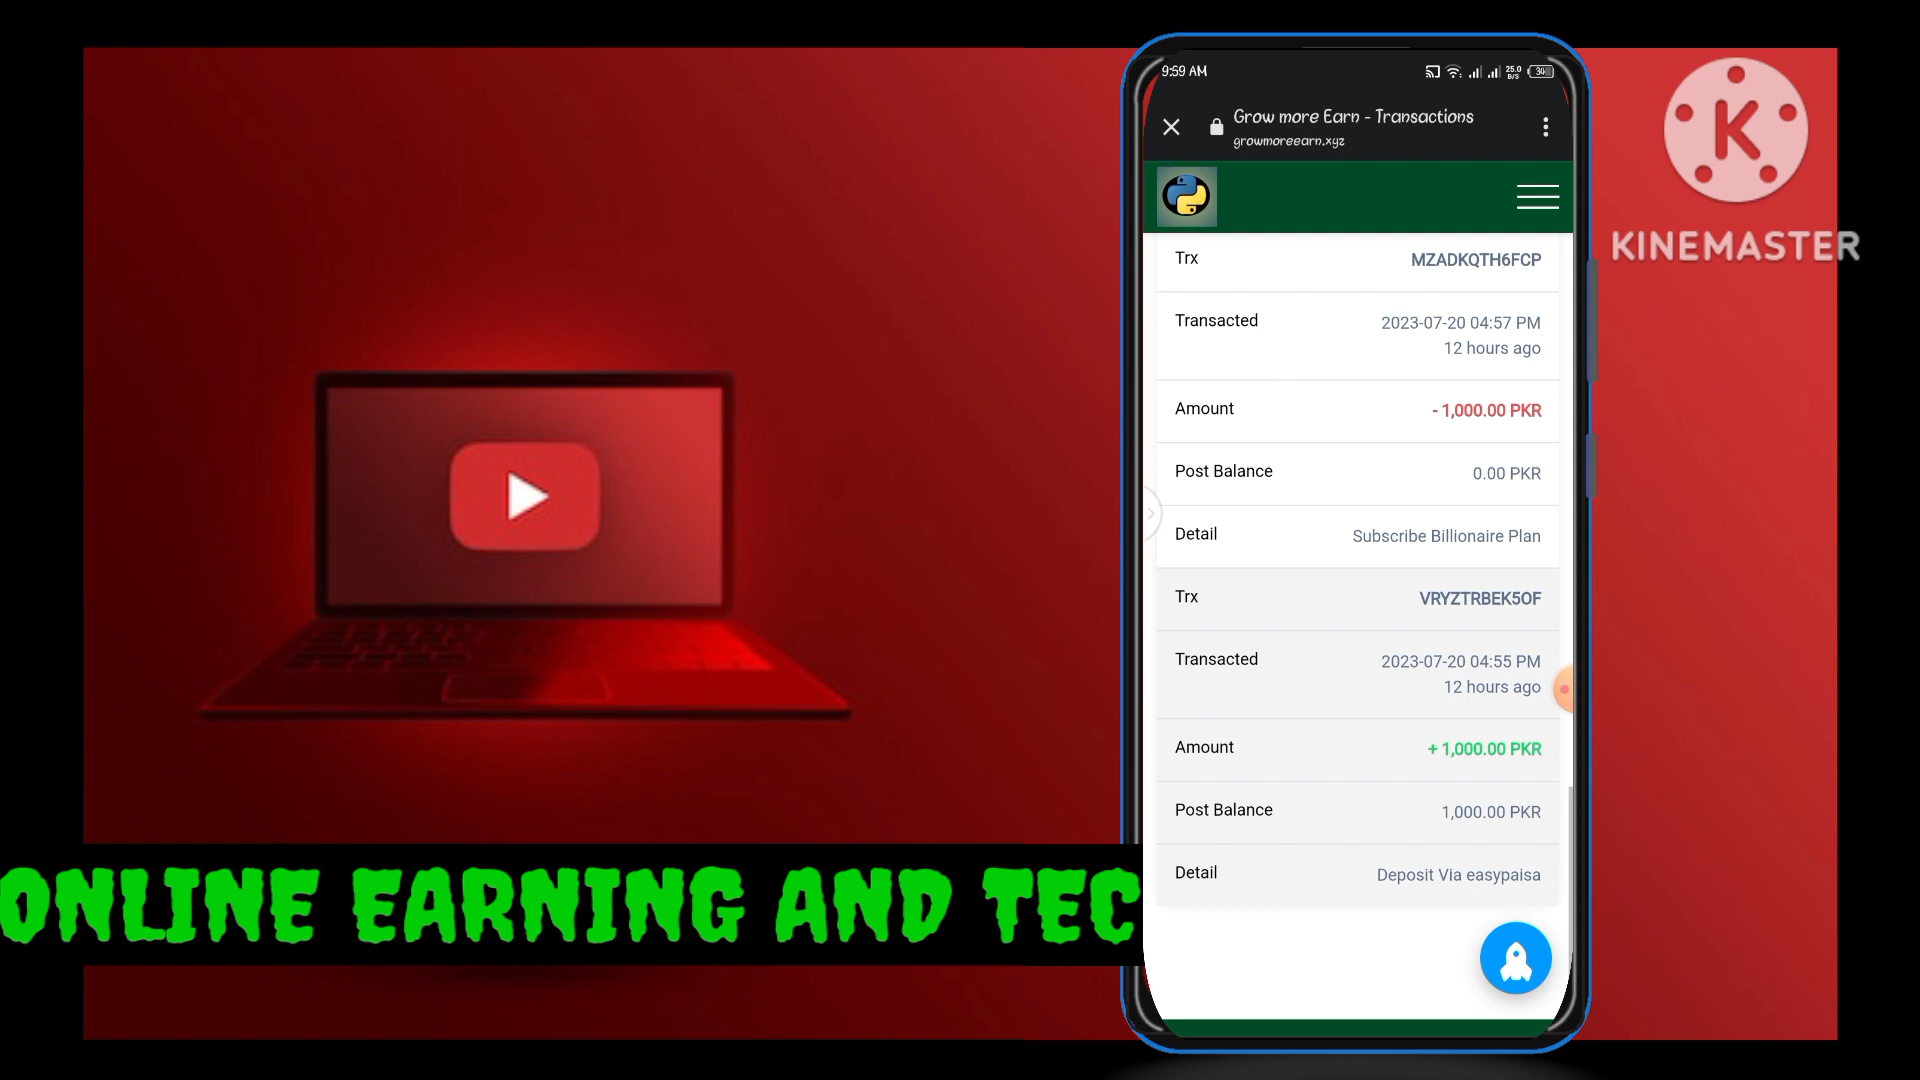 9:59 AM
25.0
B/S
Grow more Earn - Transactions
growmoreearn.xyz
K
KINEMASTER
Trx MZADKQTH6FCP
Transacted 2023-07-20 04:57 PM
12 hours ago
Amount - 1,000.00 PKR
Post Balance 0.00 PKR
Detail Subscribe Billionaire Plan
Trx VRYZTRBEK5OF
Transacted 2023-07-20 04:55 PM
12 hours ago
Amount + 1,000.00 PKR
Post Balance 1,000.00 PKR
Detail Deposit Via easypaisa
ONLINE EARNING AND TEC